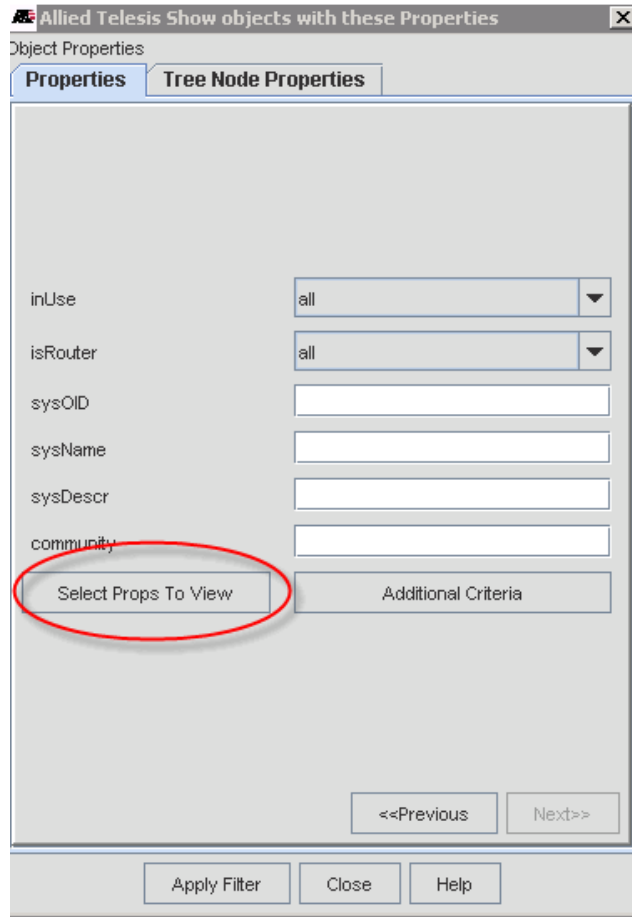 Allied Telesis Show objects with these Properties
Object Properties
Properties Tree Node Properties
inUse all
isRouter all
sysOID
sysName
sysDescr
community
Select Props To View Additional Criteria
<<Previous Next>>
Apply Filter Close Help